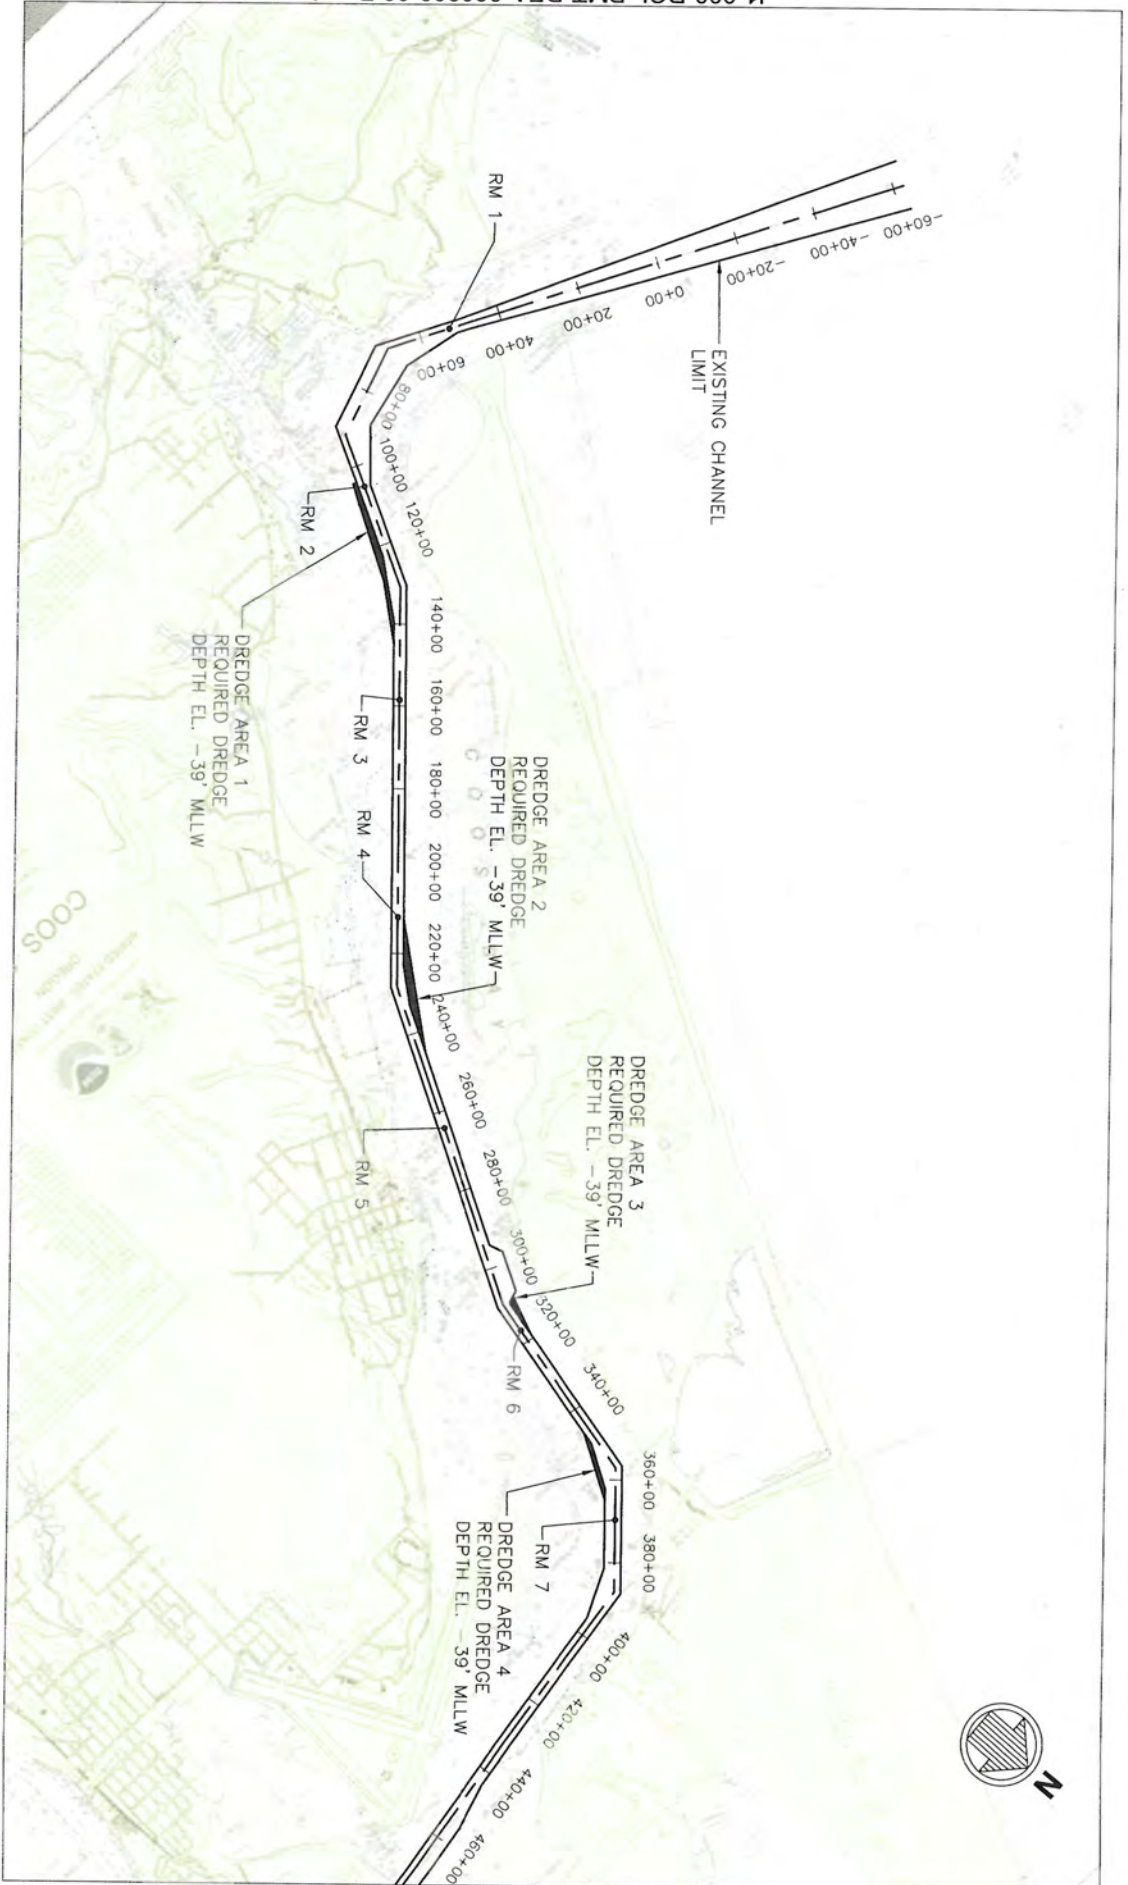 RM 1
-60+00
-40+00
-20+00
0+00
20+00
40+00
60+00
80+00
100+00
120+00
140+00
160+00
180+00
200+00
220+00
240+00
260+00
280+00
300+00
320+00
340+00
360+00
380+00
400+00
420+00
440+00
460+00
EXISTING CHANNEL
LIMIT
RM 2
DREDGE AREA 1
REQUIRED DREDGE
DEPTH EL. -39' MLLW
RM 3
RM 4
DREDGE AREA 2
REQUIRED DREDGE
DEPTH EL. -39' MLLW
COOS
BAY
RM 5
DREDGE AREA 3
REQUIRED DREDGE
DEPTH EL. -39' MLLW
RM 6
RM 7
DREDGE AREA 4
REQUIRED DREDGE
DEPTH EL. -39' MLLW
COOS
OREGON
N